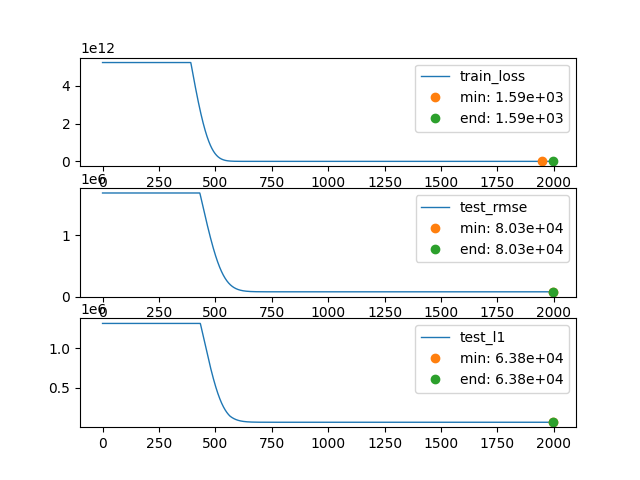 1e12
4
2
0
train_loss
min: 1.59e+03
end: 1.59e+03
0 250 500 750 1000 1250 1500 1750 2000
1e6
1
0
test_rmse
min: 8.03e+04
end: 8.03e+04
0 250 500 750 1000 1250 1500 1750 2000
1e6
1.0
0.5
test_l1
min: 6.38e+04
end: 6.38e+04
0 250 500 750 1000 1250 1500 1750 2000